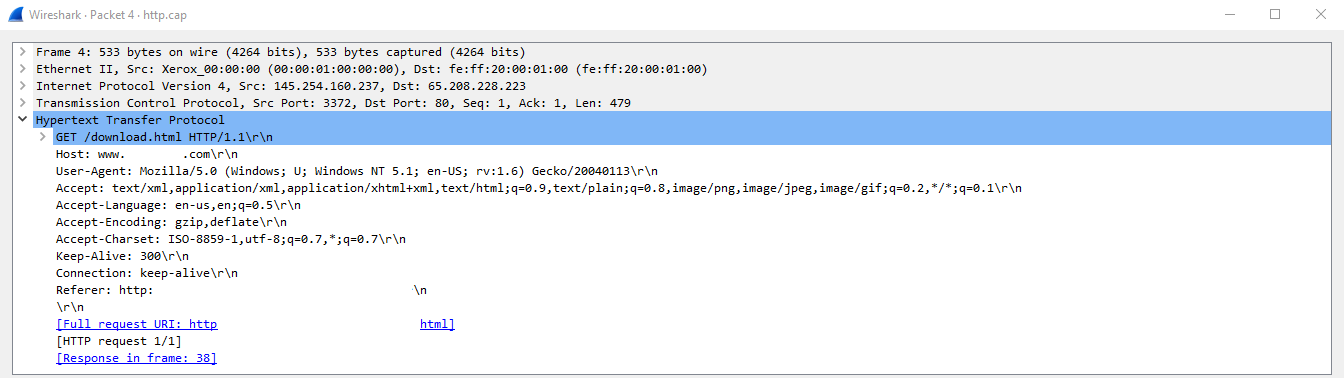 Wireshark · Packet 4 · http.cap
Frame 4: 533 bytes on wire (4264 bits), 533 bytes captured (4264 bits)
Ethernet II, Src: Xerox_00:00:00 (00:00:01:00:00:00), Dst: fe:ff:20:00:01:00 (fe:ff:20:00:01:00)
Internet Protocol Version 4, Src: 145.254.160.237, Dst: 65.208.228.223
Transmission Control Protocol, Src Port: 3372, Dst Port: 80, Seq: 1, Ack: 1, Len: 479
Hypertext Transfer Protocol
GET /download.html HTTP/1.1\r\n
Host: www. .com\r\n
User-Agent: Mozilla/5.0 (Windows; U; Windows NT 5.1; en-US; rv:1.6) Gecko/20040113\r\n
Accept: text/xml,application/xml,application/xhtml+xml,text/html;q=0.9,text/plain;q=0.8,image/png,image/jpeg,image/gif;q=0.2,*/*;q=0.1\r\n
Accept-Language: en-us,en;q=0.5\r\n
Accept-Encoding: gzip,deflate\r\n
Accept-Charset: ISO-8859-1,utf-8;q=0.7,*;q=0.7\r\n
Keep-Alive: 300\r\n
Connection: keep-alive\r\n
Referer: http: \n
\r\n
[Full request URI: http html]
[HTTP request 1/1]
[Response in frame: 38]